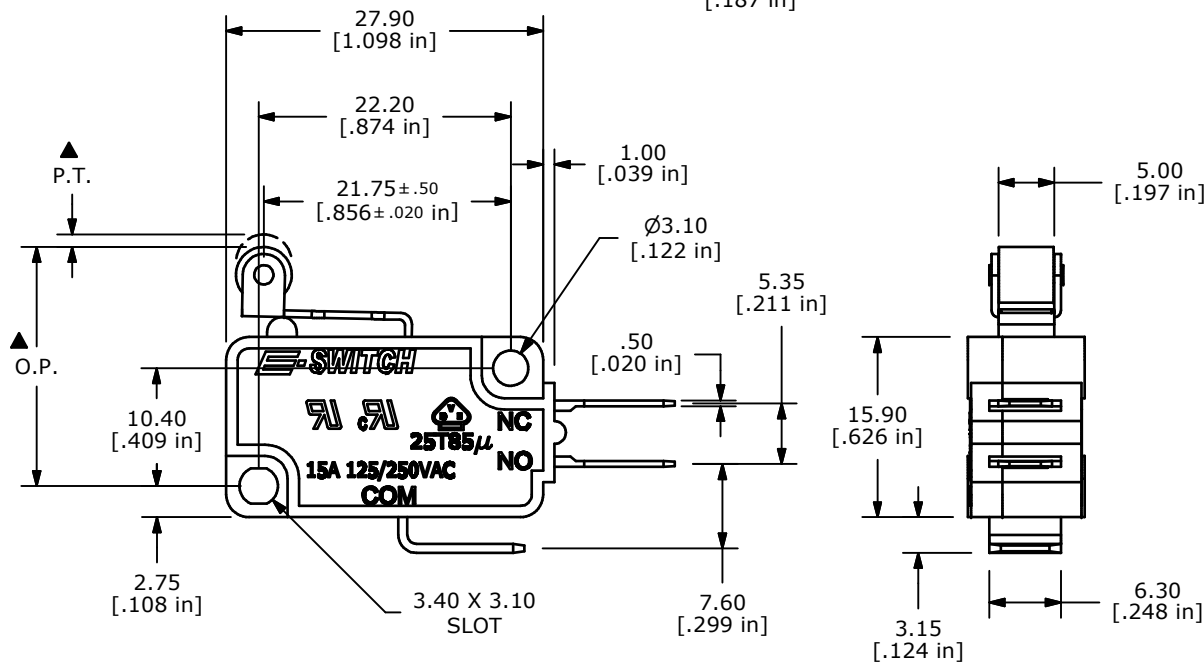 [.187 in]
27.90
[1.098 in]
22.20
[.874 in]
▲
P.T.
21.75±.50
[.856±.020 in]
1.00
[.039 in]
5.00
[.197 in]
Ø3.10
[.122 in]
5.35
[.211 in]
▲
O.P.
.50
[.020 in]
E-SWITCH
10.40
[.409 in]
15.90
[.626 in]
c
V
D E
25T85µ
NC
NO
15A 125/250VAC
COM
2.75
[.108 in]
3.40 X 3.10
SLOT
7.60
[.299 in]
3.15
[.124 in]
6.30
[.248 in]